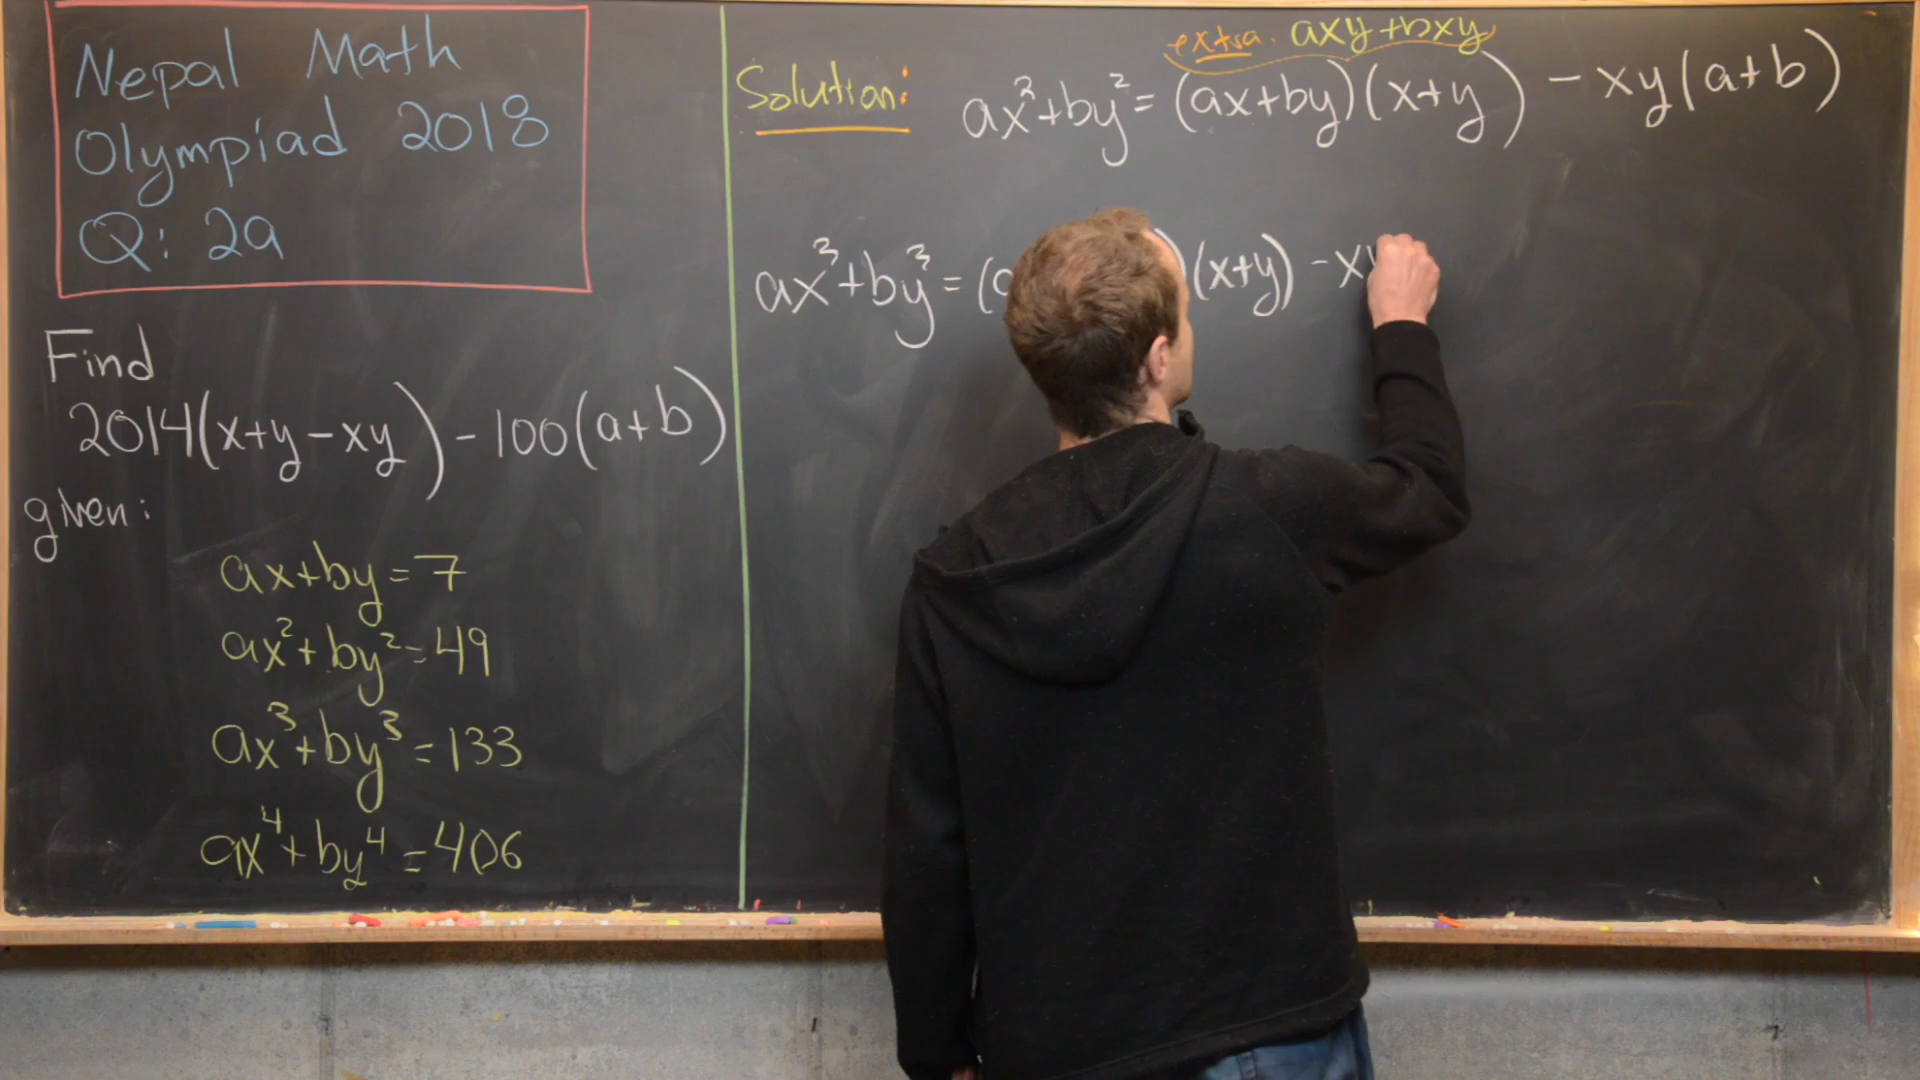 Nepal Math
Olympiad 2018
Q: 2a
Find
2014(x+y-xy)-100(a+b)
given:
ax+by=7
ax²+by²=49
ax³+by³=133
ax⁴+by⁴=406
extra. axy+bxy
Solution: ax²+by²=(ax+by)(x+y)-xy(a+b)
ax³+by³=( )(x+y)-xy